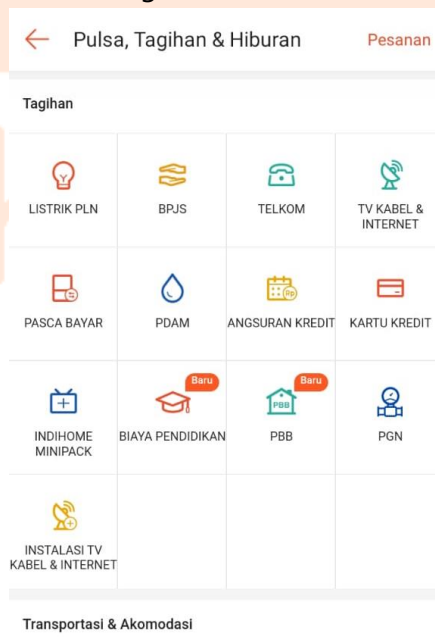 Pulsa, Tagihan & Hiburan
Pesanan
Tagihan
LISTRIK PLN
BPJS
TELKOM
TV KABEL &
INTERNET
PASCA BAYAR
PDAM
Rp
ANGSURAN KREDIT
KARTU KREDIT
INDIHOME
MINIPACK
Baru
BIAYA PENDIDIKAN
Baru
PBB
PBB
PGN
INSTALASI TV
KABEL & INTERNET
Transportasi & Akomodasi